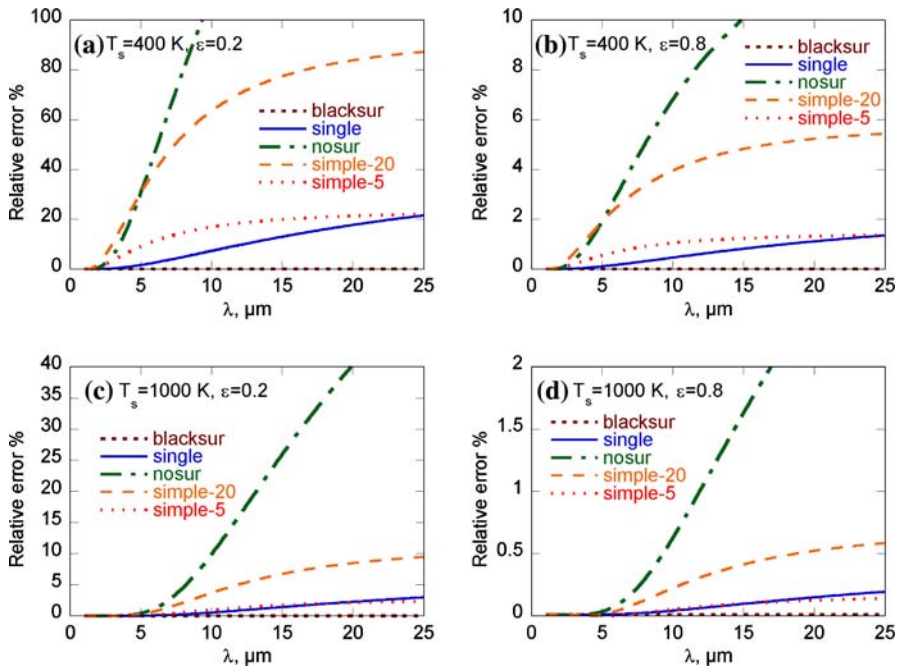 (a) T_s=400 K, ε=0.2
Relative error %
100
80
60
40
20
0
blacksur
single
nosur
simple-20
simple-5
0 5 10 15 20 25
λ, μm
(b) T_s=400 K, ε=0.8
Relative error %
10
8
6
4
2
0
blacksur
single
nosur
simple-20
simple-5
0 5 10 15 20 25
λ, μm
(c) T_s=1000 K, ε=0.2
Relative error %
40
35
30
25
20
15
10
5
0
blacksur
single
nosur
simple-20
simple-5
0 5 10 15 20 25
λ, μm
(d) T_s=1000 K, ε=0.8
Relative error %
2
1.5
1
0.5
0
blacksur
single
nosur
simple-20
simple-5
0 5 10 15 20 25
λ, μm